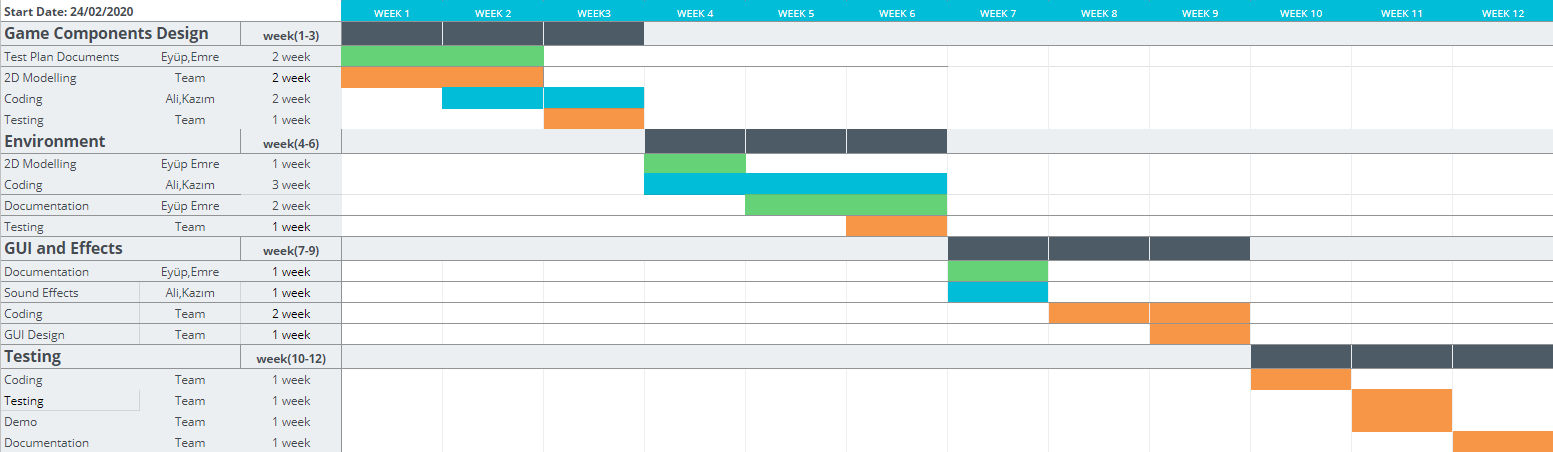 Start Date: 24/02/2020 WEEK 1 WEEK 2 WEEK3 WEEK 4 WEEK 5 WEEK 6 WEEK 7 WEEK 8 WEEK 9 WEEK 10 WEEK 11 WEEK 12
Game Components Design week(1-3)
Test Plan Documents Eyüp,Emre 2 week
2D Modelling Team 2 week
Coding Ali,Kazım 2 week
Testing Team 1 week
Environment week(4-6)
2D Modelling Eyüp Emre 1 week
Coding Ali,Kazım 3 week
Documentation Eyüp Emre 2 week
Testing Team 1 week
GUI and Effects week(7-9)
Documentation Eyüp,Emre 1 week
Sound Effects Ali,Kazım 1 week
Coding Team 2 week
GUI Design Team 1 week
Testing week(10-12)
Coding Team 1 week
Testing Team 1 week
Demo Team 1 week
Documentation Team 1 week